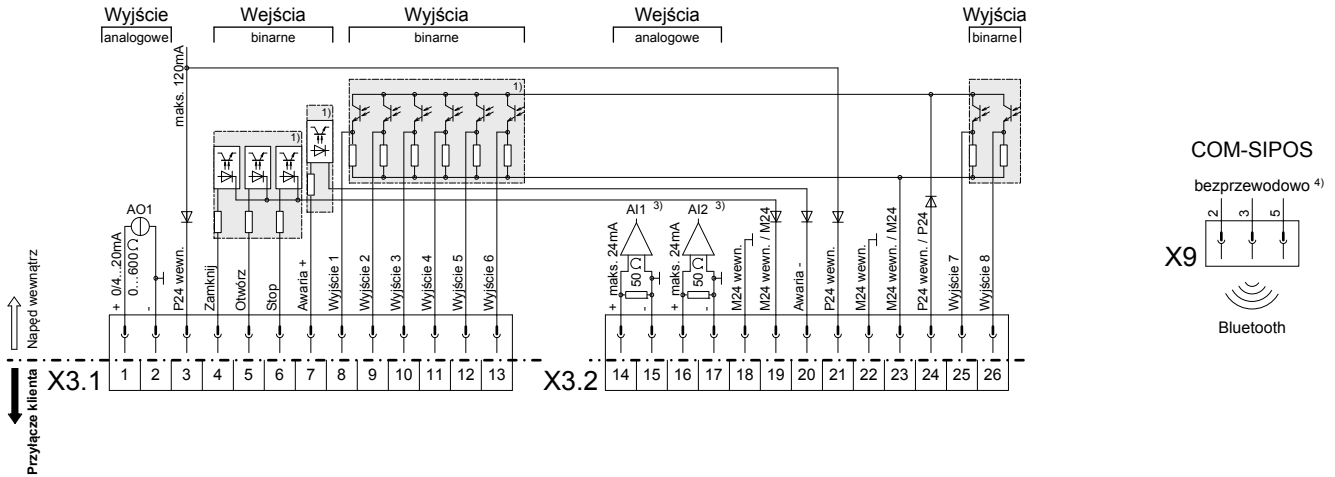 Wyjście
analogowe
Wejścia
binarne
Wyjścia
binarne
Wejścia
analogowe
Wyjścia
binarne
maks. 120mA
1)
1)
1)
AO1
+ 0/4...20mA
0...600Ω
-
P24 wewn.
Zamknij
Otwórz
Stop
Awaria +
Wyjście 1
Wyjście 2
Wyjście 3
Wyjście 4
Wyjście 5
Wyjście 6
AI1 3)
+ maks. 24mA
50 Ω
-
AI2 3)
+ maks. 24mA
50 Ω
-
M24 wewn.
M24 wewn. / M24
Awaria -
P24 wewn.
M24 wewn.
M24 wewn. / M24
P24 wewn. / P24
Wyjście 7
Wyjście 8
Napęd wewnątrz
Przyłącze klienta
X3.1
1 2 3 4 5 6 7 8 9 10 11 12 13
X3.2
14 15 16 17 18 19 20 21 22 23 24 25 26
COM-SIPOS
bezprzewodowo 4)
2 3 5
X9
Bluetooth